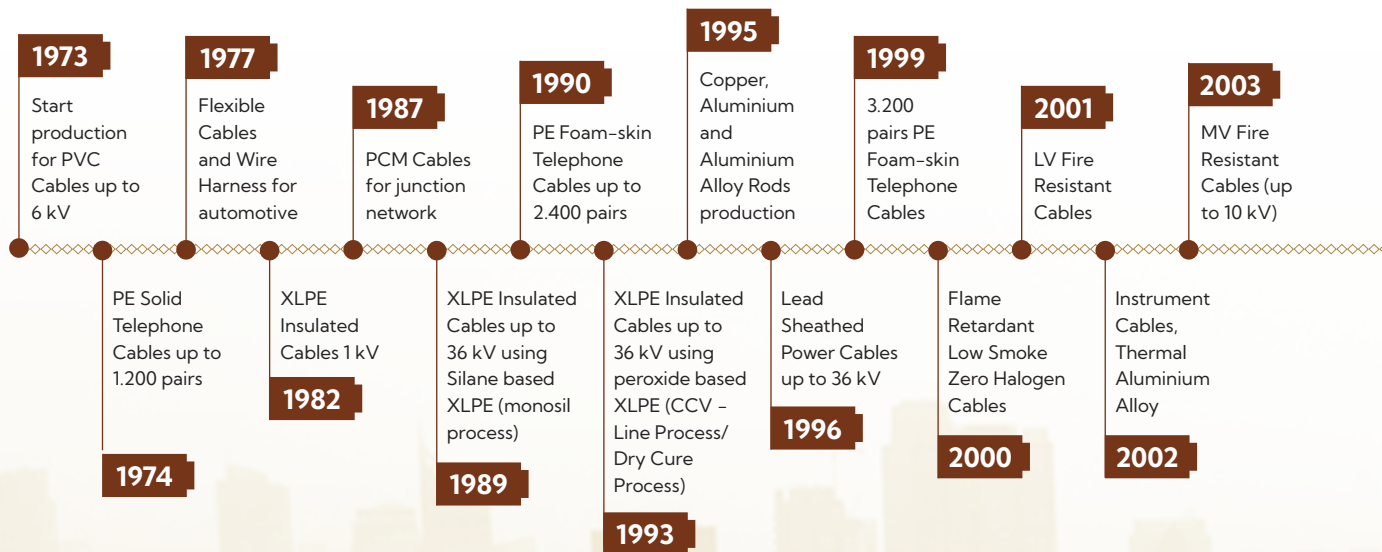 1973
Start
production
for PVC
Cables up to
6 kV
1974
PE Solid
Telephone
Cables up to
1.200 pairs
1977
Flexible
Cables
and Wire
Harness for
automotive
1982
XLPE
Insulated
Cables 1 kV
1987
PCM Cables
for junction
network
1989
XLPE Insulated
Cables up to
36 kV using
Silane based
XLPE (monosil
process)
1990
PE Foam-skin
Telephone
Cables up to
2.400 pairs
1993
XLPE Insulated
Cables up to
36 kV using
peroxide based
XLPE (CCV -
Line Process/
Dry Cure
Process)
1995
Copper,
Aluminium
and
Aluminium
Alloy Rods
production
1996
Lead
Sheathed
Power Cables
up to 36 kV
1999
3.200
pairs PE
Foam-skin
Telephone
Cables
2000
Flame
Retardant
Low Smoke
Zero Halogen
Cables
2001
LV Fire
Resistant
Cables
2002
Instrument
Cables,
Thermal
Aluminium
Alloy
2003
MV Fire
Resistant
Cables (up
to 10 kV)